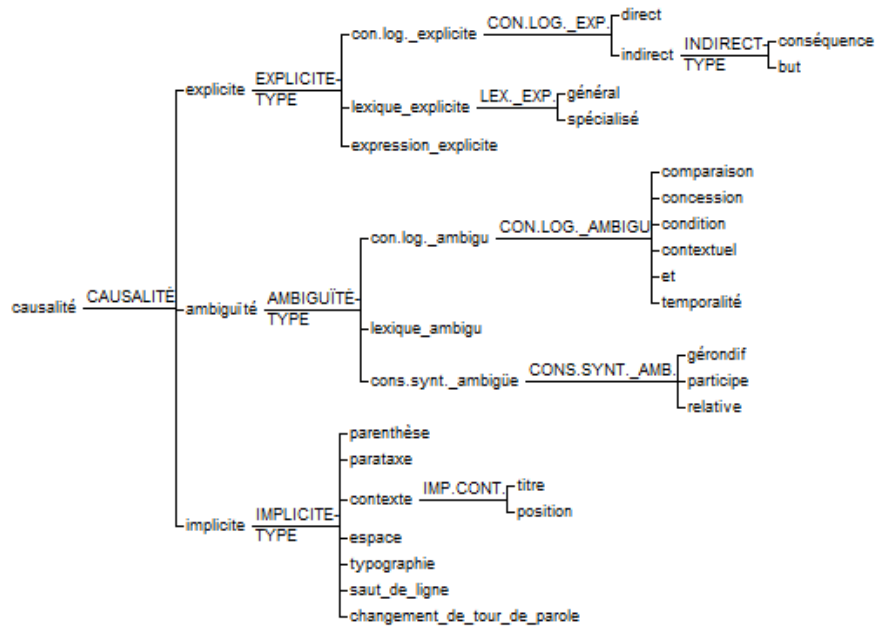 direct
con.log._explicite CON.LOG._EXP.
indirect INDIRECT- conséquence
TYPE
but
explicite EXPLICITE-
TYPE
général
lexique_explicite LEX._EXP.
spécialisé
expression_explicite
comparaison
concession
condition
con.log._ambigu CON.LOG._AMBIGU
contextuel
et
temporalité
causalité CAUSALITÉ
ambiguïté AMBIGUÏTÉ-
TYPE
lexique_ambigu
gérondif
cons.synt._ambigüe CONS.SYNT._AMB. participe
relative
parenthèse
parataxe
titre
contexte IMP.CONT.
position
implicite IMPLICITE-
TYPE
espace
typographie
saut_de_ligne
changement_de_tour_de_parole